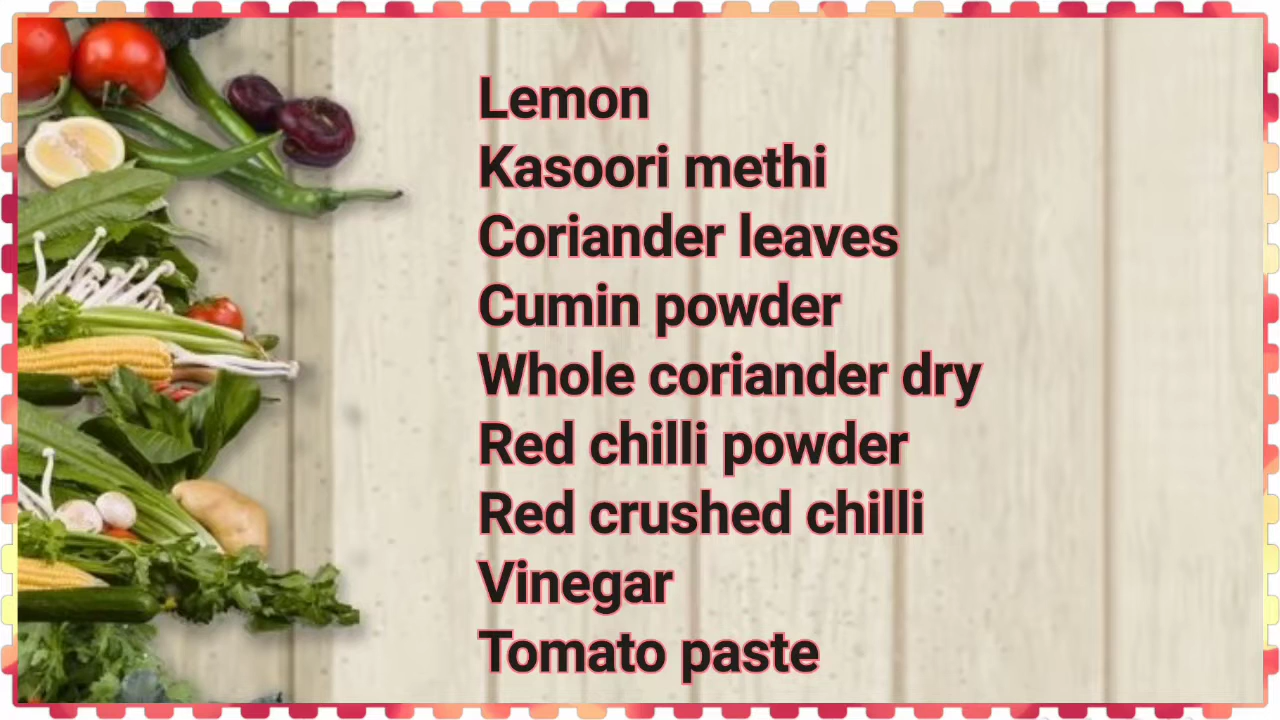 Lemon
Kasoori methi
Coriander leaves
Cumin powder
Whole coriander dry
Red chilli powder
Red crushed chilli
Vinegar
Tomato paste